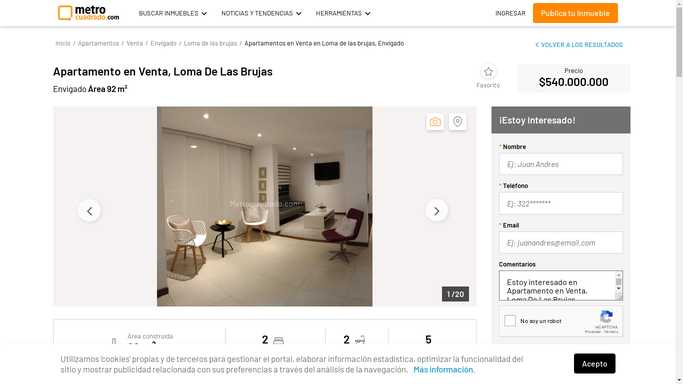 metro
cuadrado.com
BUSCAR INMUEBLES
NOTICIAS Y TENDENCIAS
HERRAMIENTAS
INGRESAR
Publica tu inmueble
Inicio / Apartamentos / Venta / Envigado / Loma de las brujas / Apartamentos en Venta en Loma de las brujas, Envigado
VOLVER A LOS RESULTADOS
Apartamento en Venta, Loma De Las Brujas
Envigado Área 92 m²
Favorito
Precio
$540.000.000
Metrocuadrado.com
1 / 20
¡Estoy Interesado!
* Nombre
Ej: Juan Andres
* Teléfono
Ej: 322*******
* Email
Ej: juanandres@email.com
Comentarios
Estoy interesado en
Apartamento en Venta,
Loma De Las Brujas
No soy un robot
reCAPTCHA
Privacidad - Términos
Área construida
2
2
5
Utilizamos 'cookies' propias y de terceros para gestionar el portal, elaborar información estadística, optimizar la funcionalidad del
sitio y mostrar publicidad relacionada con sus preferencias a través del análisis de la navegación. Más información.
Acepto